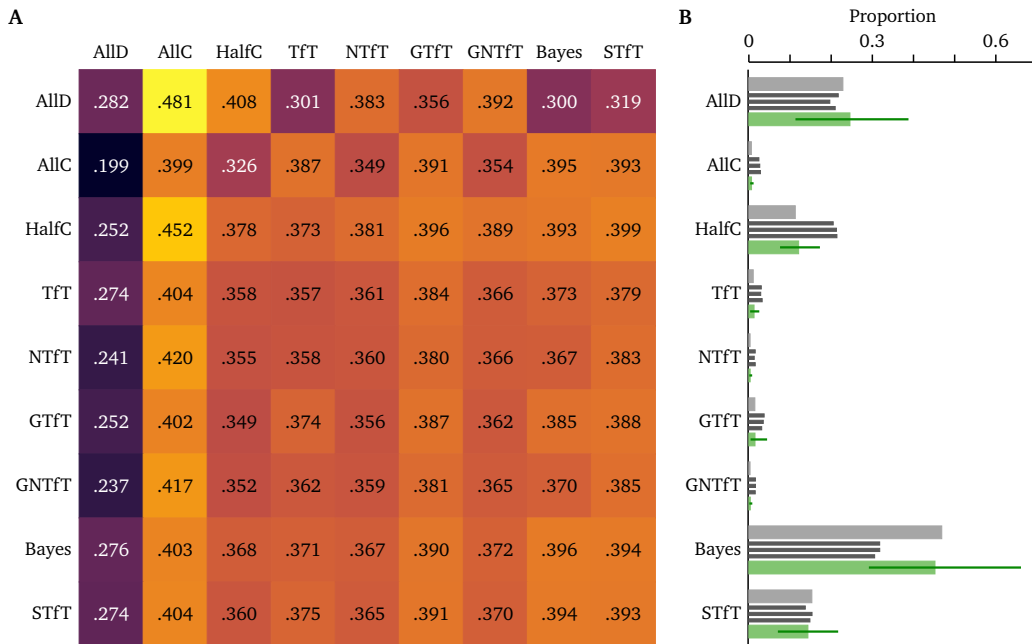 A
AllD AllC HalfC TfT NTfT GTfT GNTfT Bayes STfT
AllD .282 .481 .408 .301 .383 .356 .392 .300 .319
AllC .199 .399 .326 .387 .349 .391 .354 .395 .393
HalfC .252 .452 .378 .373 .381 .396 .389 .393 .399
TfT .274 .404 .358 .357 .361 .384 .366 .373 .379
NTfT .241 .420 .355 .358 .360 .380 .366 .367 .383
GTfT .252 .402 .349 .374 .356 .387 .362 .385 .388
GNTfT .237 .417 .352 .362 .359 .381 .365 .370 .385
Bayes .276 .403 .368 .371 .367 .390 .372 .396 .394
STfT .274 .404 .360 .375 .365 .391 .370 .394 .393
B
Proportion
0 0.3 0.6
AllD
AllC
HalfC
TfT
NTfT
GTfT
GNTfT
Bayes
STfT